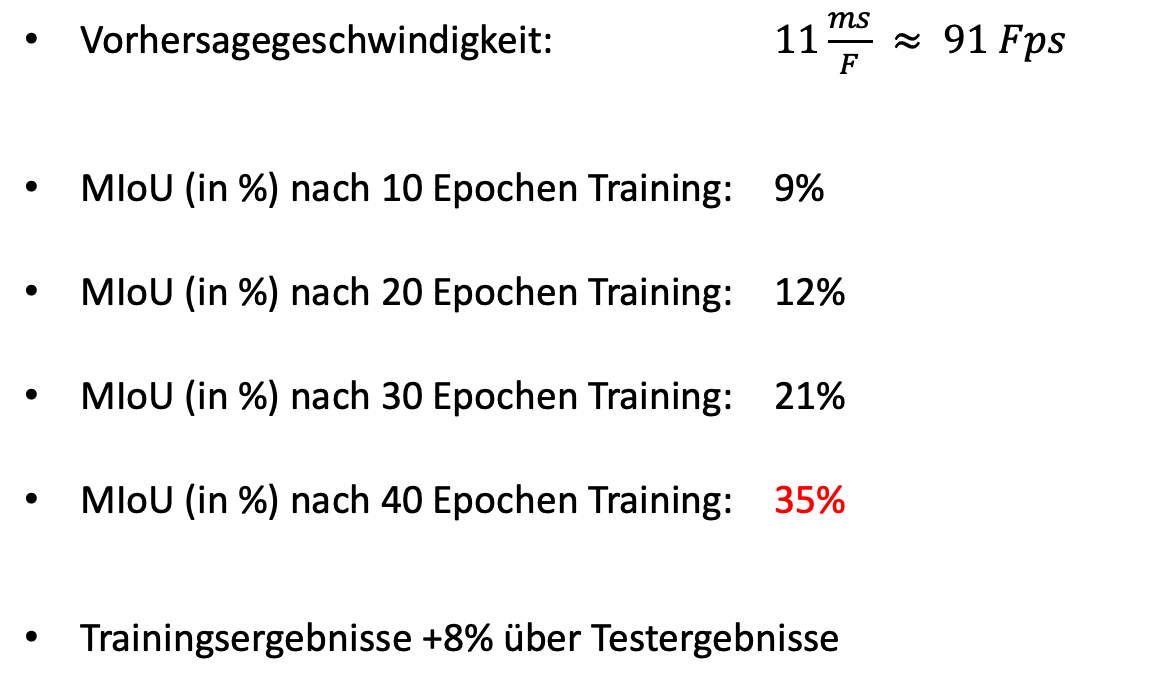 • Vorhersagegeschwindigkeit: 11 ms/F ≈ 91 Fps
• MIoU (in %) nach 10 Epochen Training: 9%
• MIoU (in %) nach 20 Epochen Training: 12%
• MIoU (in %) nach 30 Epochen Training: 21%
• MIoU (in %) nach 40 Epochen Training: 35%
• Trainingsergebnisse +8% über Testergebnisse